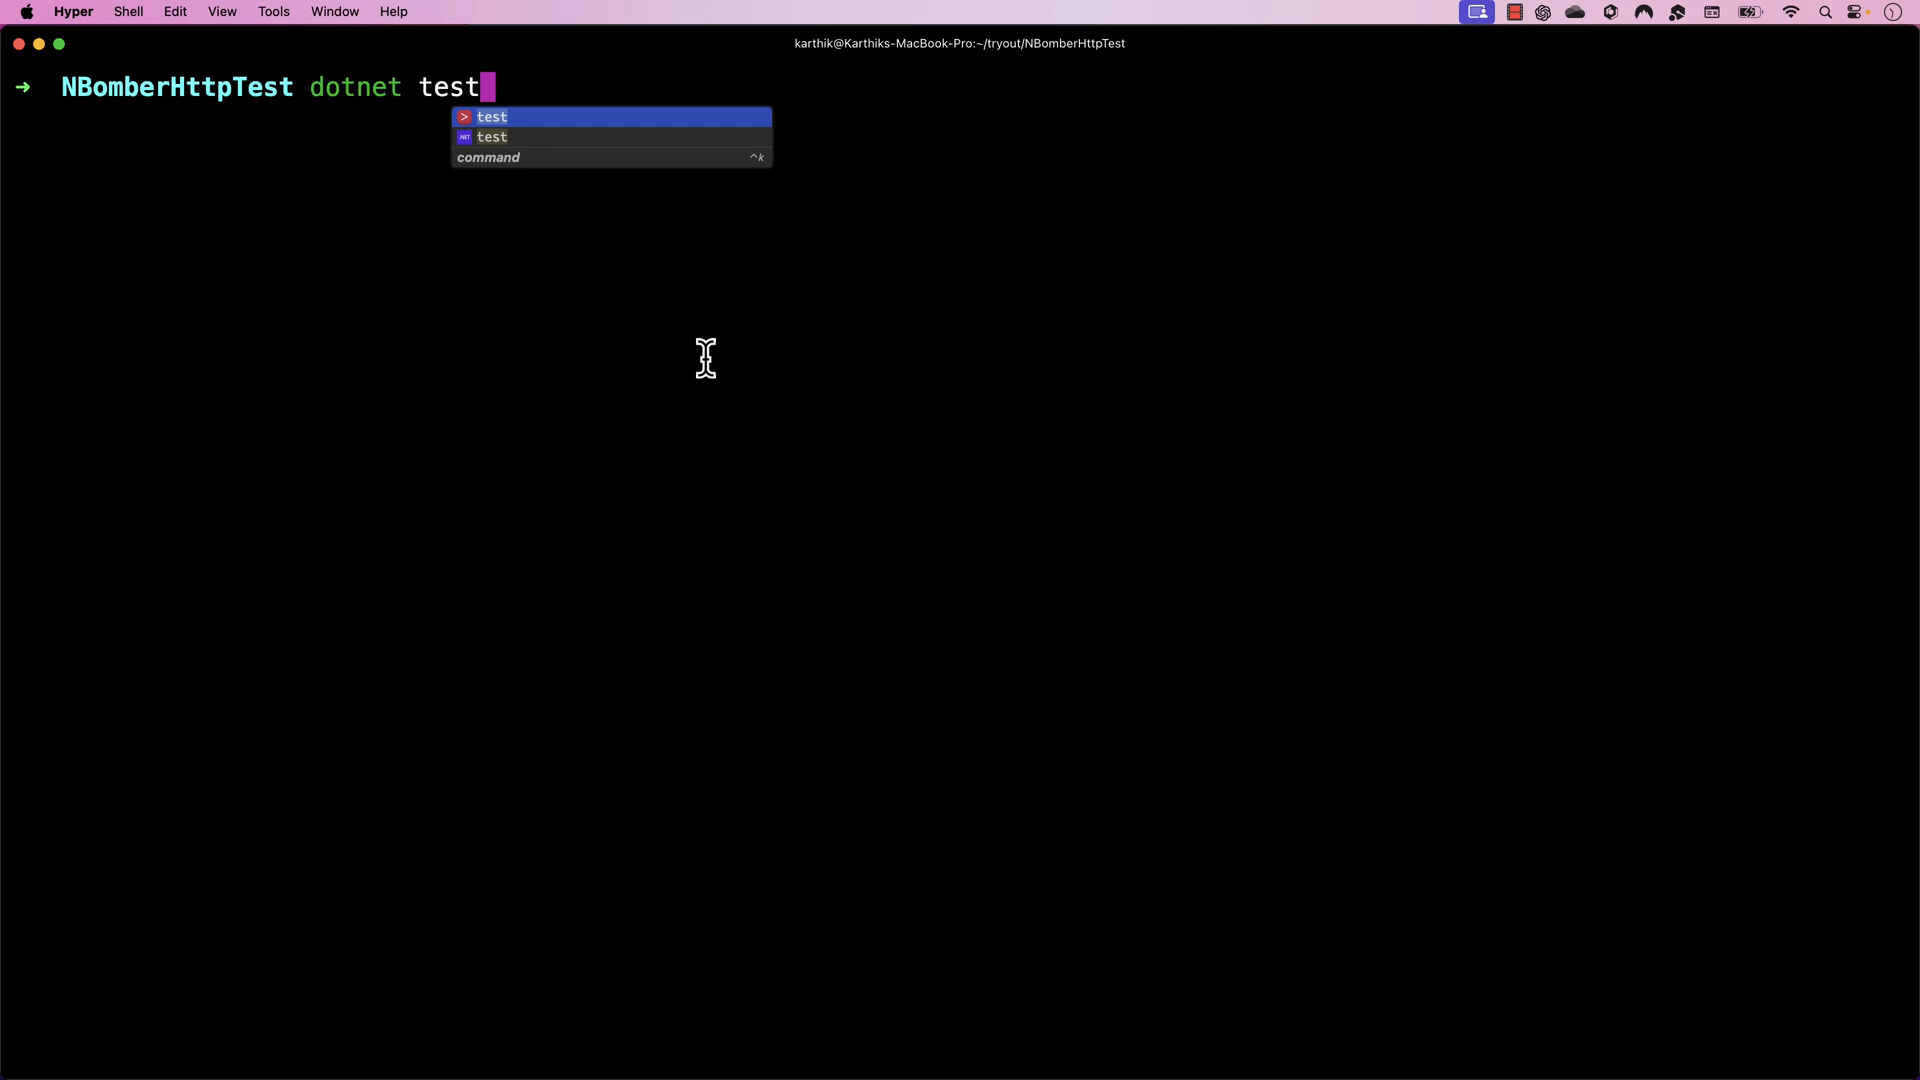 Hyper Shell Edit View Tools Window Help
karthik@Karthiks-MacBook-Pro:~/tryout/NBomberHttpTest
➜ NBomberHttpTest dotnet test
> test
.NET test
command ^k